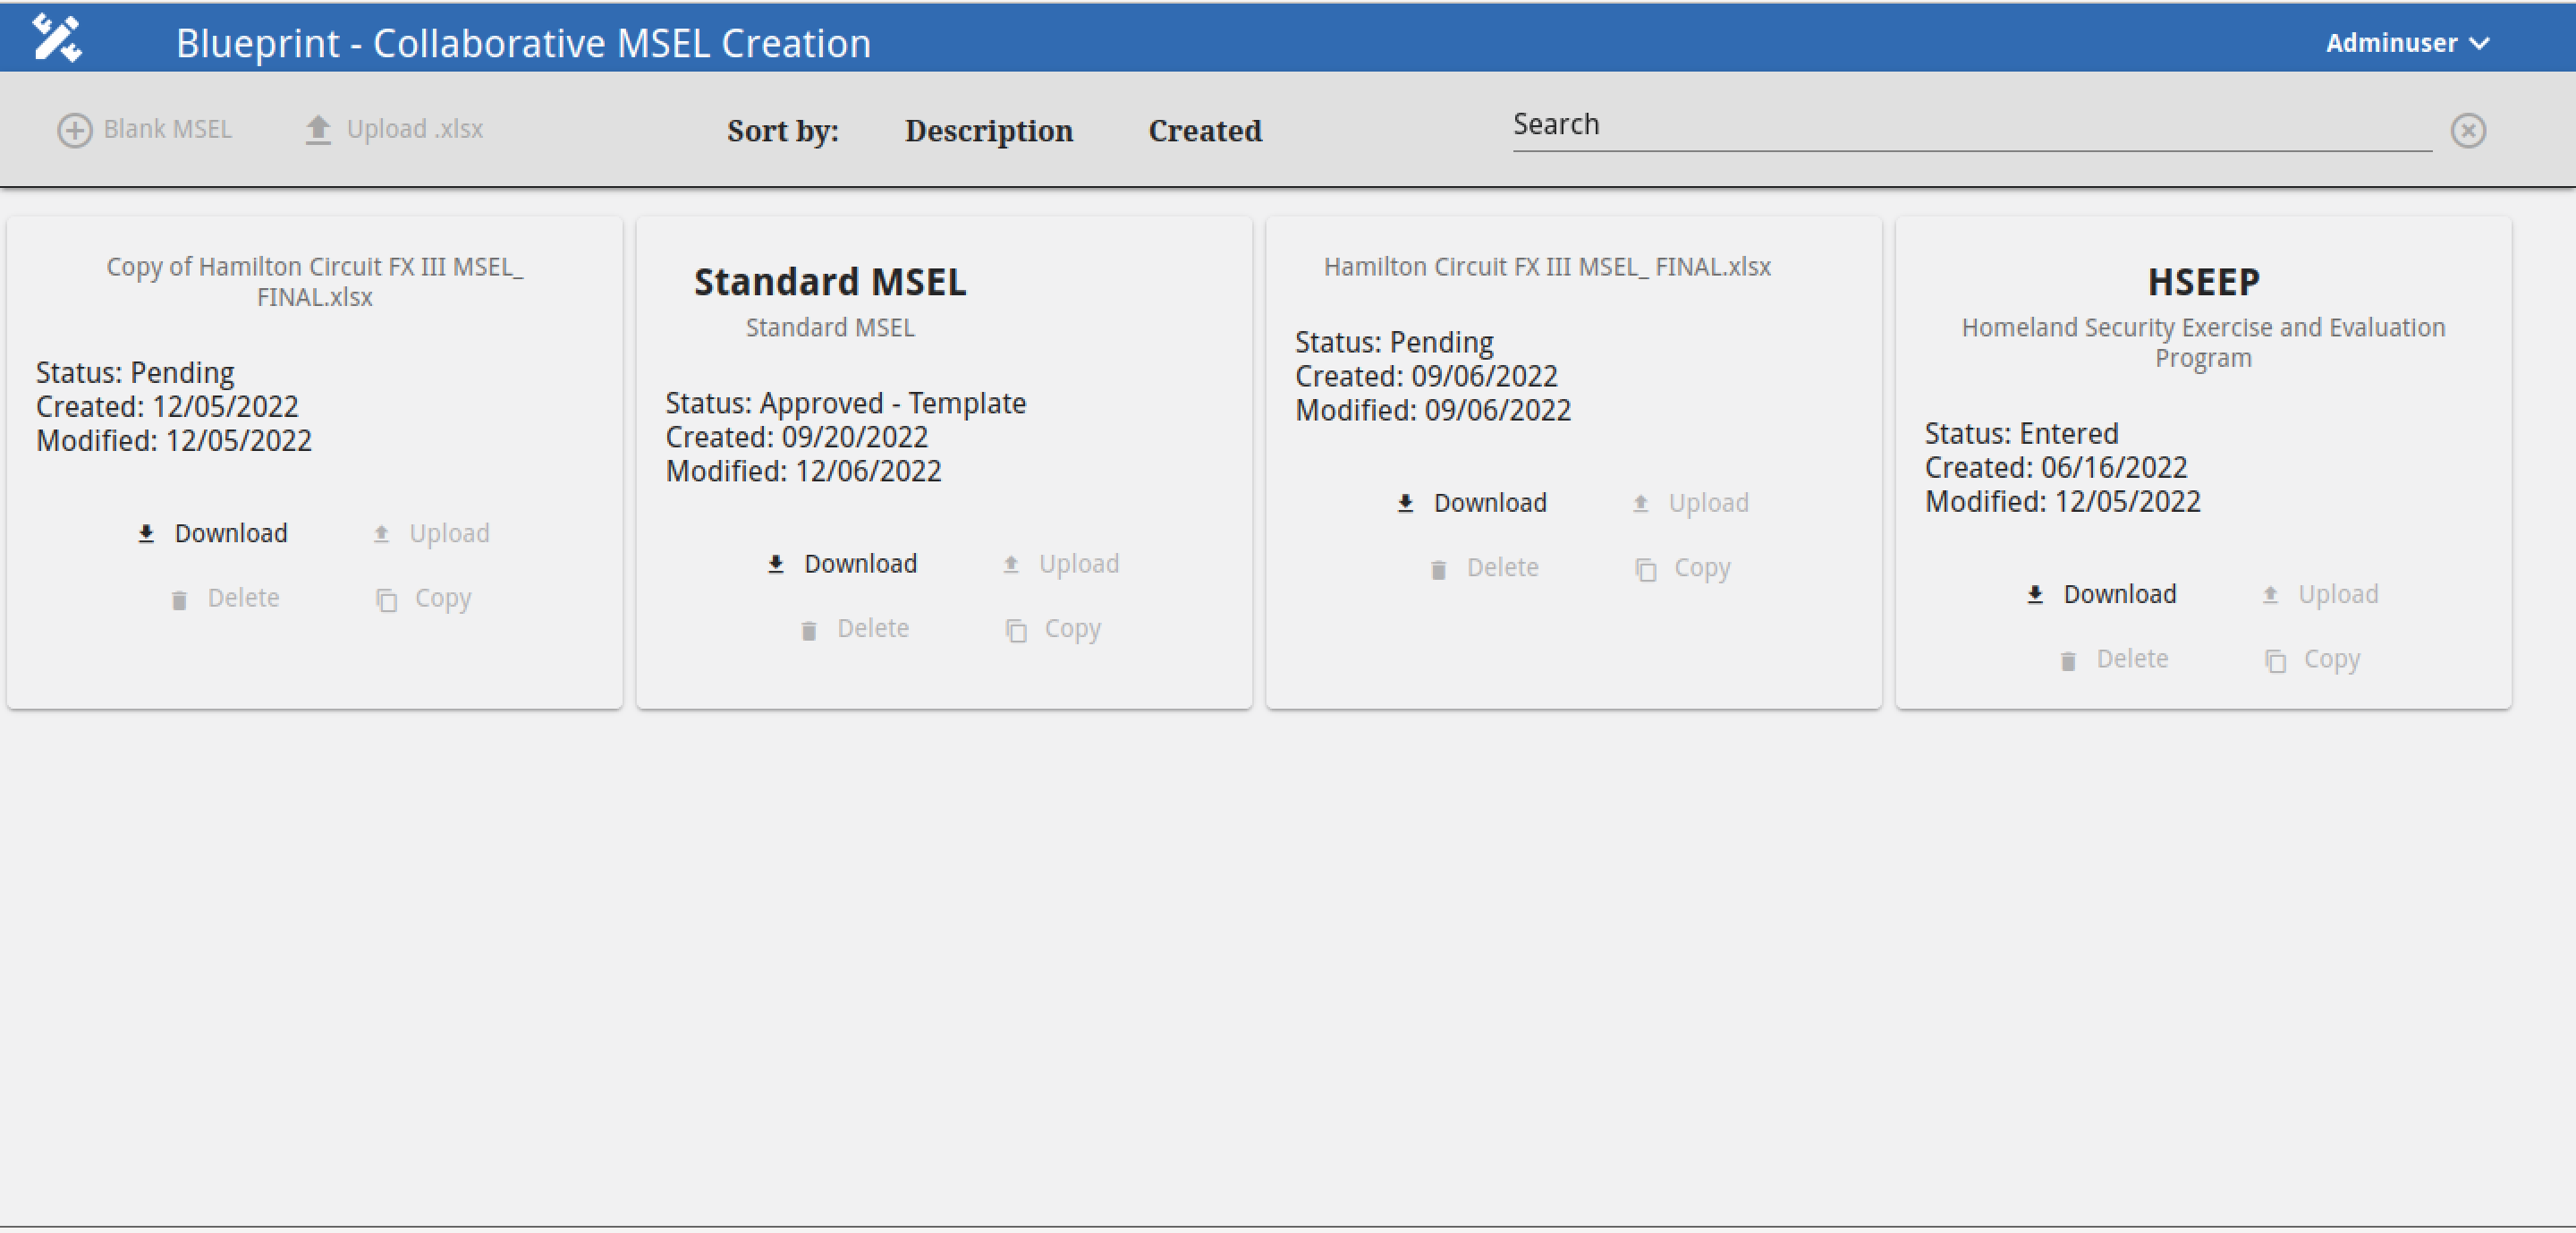 Blueprint - Collaborative MSEL Creation
Adminuser
Blank MSEL
Upload .xlsx
Sort by:
Description
Created
Search
Copy of Hamilton Circuit FX III MSEL_
FINAL.xlsx
Status: Pending
Created: 12/05/2022
Modified: 12/05/2022
Download
Upload
Delete
Copy
Standard MSEL
Standard MSEL
Status: Approved - Template
Created: 09/20/2022
Modified: 12/06/2022
Download
Upload
Delete
Copy
Hamilton Circuit FX III MSEL_ FINAL.xlsx
Status: Pending
Created: 09/06/2022
Modified: 09/06/2022
Download
Upload
Delete
Copy
HSEEP
Homeland Security Exercise and Evaluation
Program
Status: Entered
Created: 06/16/2022
Modified: 12/05/2022
Download
Upload
Delete
Copy